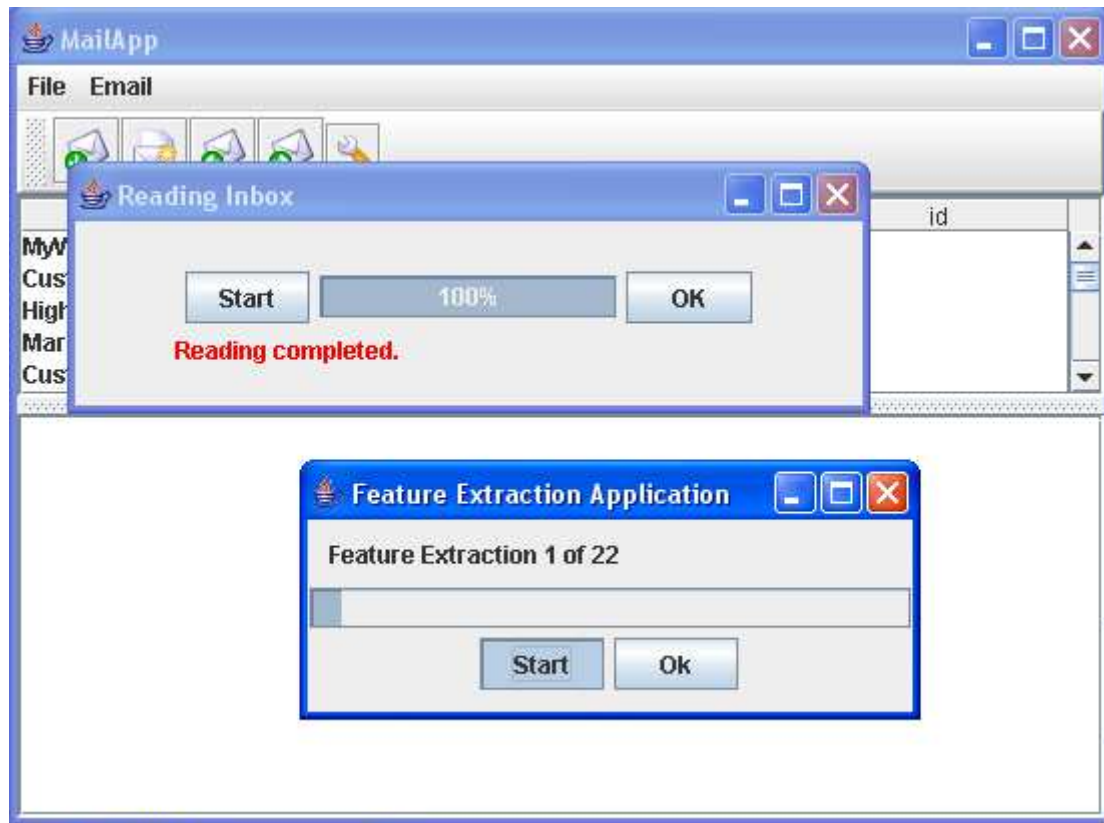 MailApp
File Email
Reading Inbox
id
Start 100% OK
Reading completed.
Feature Extraction Application
Feature Extraction 1 of 22
Start Ok